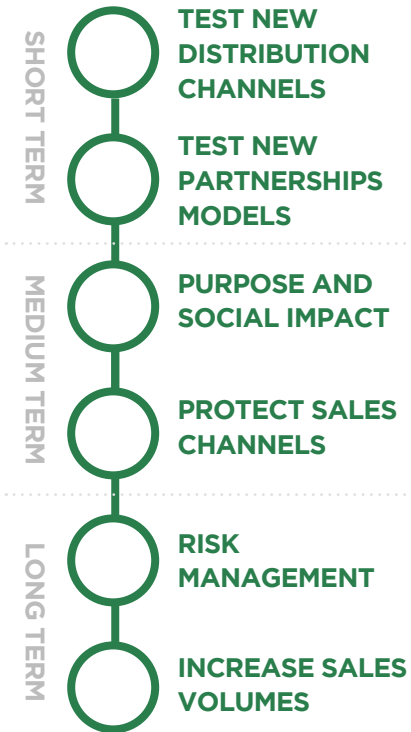 SHORT TERM
TEST NEW
DISTRIBUTION
CHANNELS
TEST NEW
PARTNERSHIPS
MODELS
MEDIUM TERM
PURPOSE AND
SOCIAL IMPACT
PROTECT SALES
CHANNELS
LONG TERM
RISK
MANAGEMENT
INCREASE SALES
VOLUMES